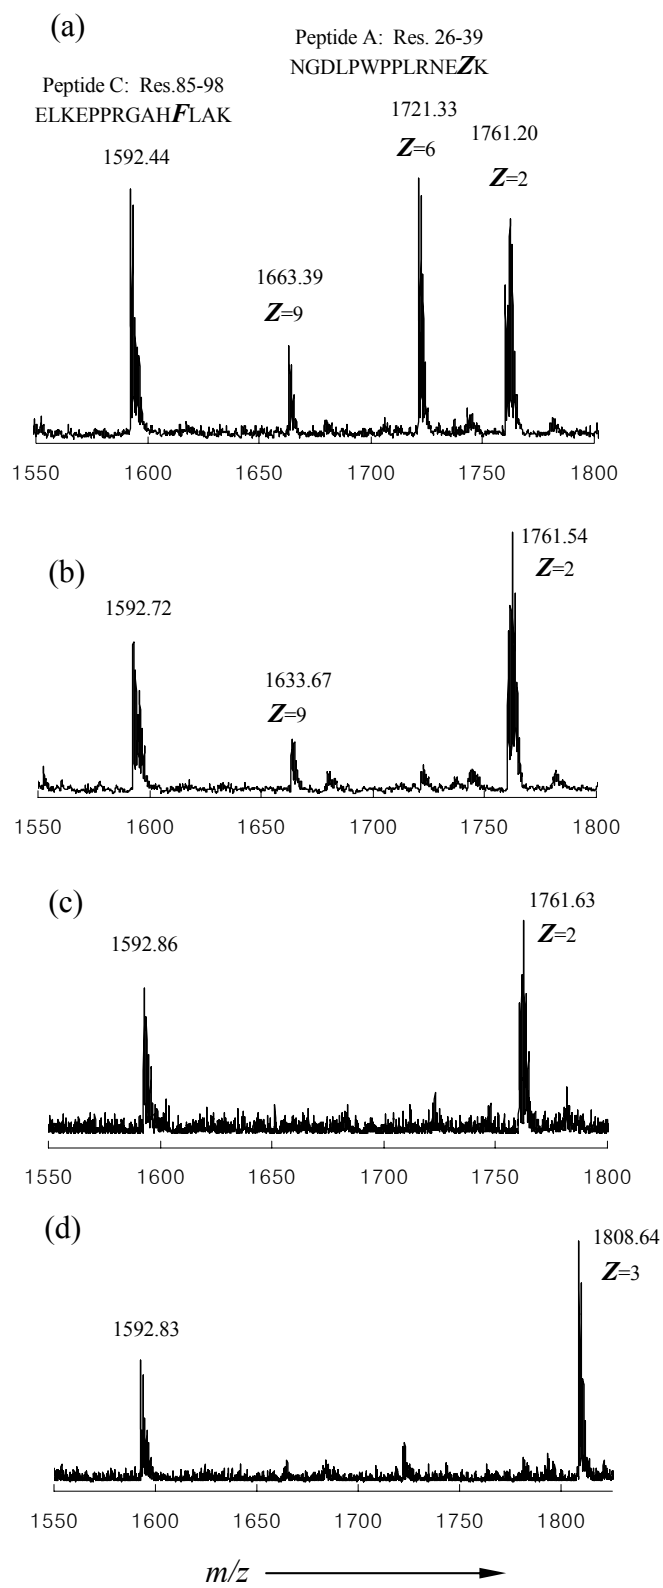 (a)
Peptide A: Res. 26-39
NGDLPWPPLRNEZK
Peptide C: Res.85-98
ELKEPPRGAHFLAK
1721.33
Z=6
1761.20
Z=2
1592.44
1663.39
Z=9
1550 1600 1650 1700 1750 1800
(b)
1761.54
Z=2
1592.72
1633.67
Z=9
1550 1600 1650 1700 1750 1800
(c)
1761.63
Z=2
1592.86
1550 1600 1650 1700 1750 1800
(d)
1808.64
Z=3
1592.83
1550 1600 1650 1700 1750 1800
m/z